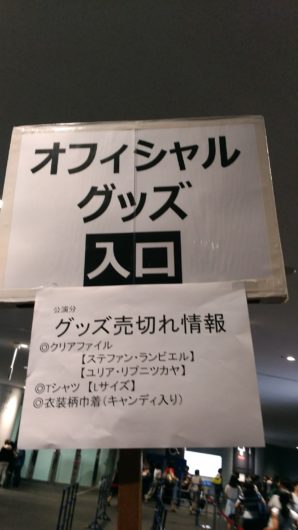 オフィシャル
グッズ
入口
公演分
グッズ売切れ情報
◎クリアファイル
【ステファン・ランビエル】
【ユリア・リプニツカヤ】
◎Tシャツ【Lサイズ】
◎衣装柄巾着(キャンディ入り)